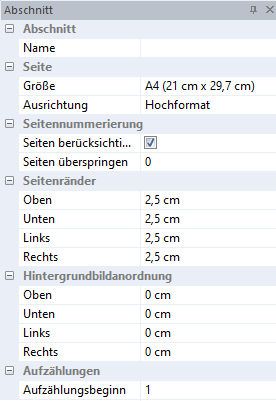 Abschnitt
Abschnitt
Name
Seite
Größe A4 (21 cm x 29,7 cm)
Ausrichtung Hochformat
Seitennummerierung
Seiten berücksichti...
Seiten überspringen 0
Seitenränder
Oben 2,5 cm
Unten 2,5 cm
Links 2,5 cm
Rechts 2,5 cm
Hintergrundbildanordnung
Oben 0 cm
Unten 0 cm
Links 0 cm
Rechts 0 cm
Aufzählungen
Aufzählungsbeginn 1